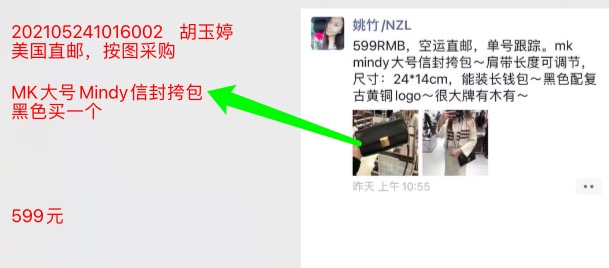 202105241016002 胡玉婷
美国直邮，按图采购
MK大号Mindy信封挎包
黑色买一个
599元
姚竹/NZL
599RMB，空运直邮，单号跟踪。mk
mindy大号信封挎包～肩带长度可调节，
尺寸：24*14cm，能装长钱包～黑色配复
古黄铜logo～很大牌有木有～
昨天 上午10:55